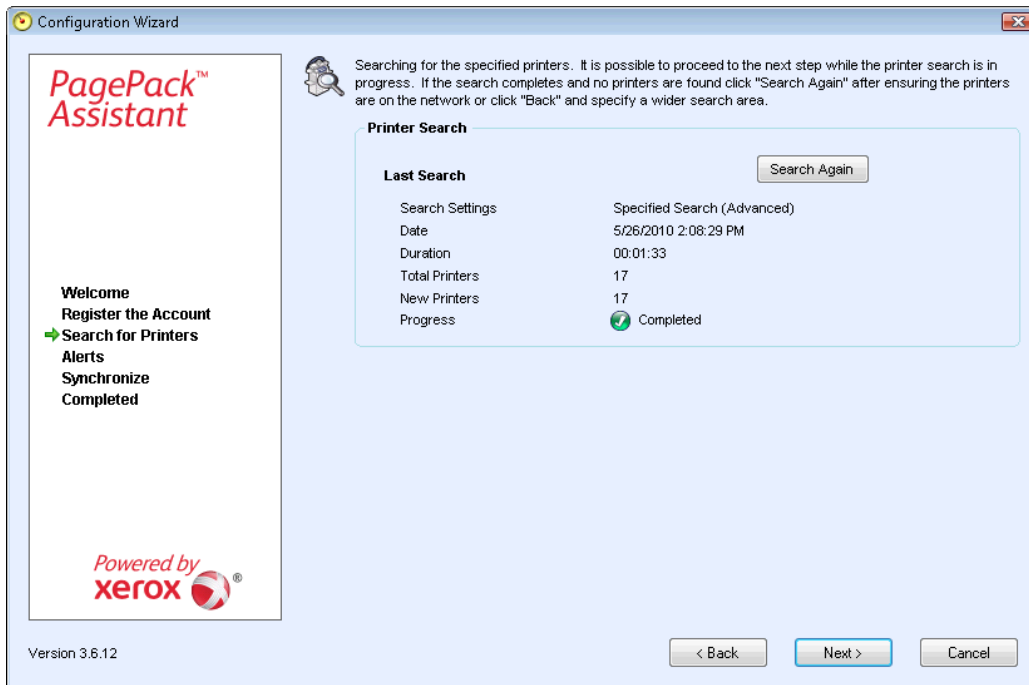 Configuration Wizard
PagePack™
Assistant
Welcome
Register the Account
Search for Printers
Alerts
Synchronize
Completed
Powered by
xerox ®
Searching for the specified printers. It is possible to proceed to the next step while the printer search is in
progress. If the search completes and no printers are found click "Search Again" after ensuring the printers
are on the network or click "Back" and specify a wider search area.
Printer Search
Last Search
Search Again
Search Settings Specified Search (Advanced)
Date 5/26/2010 2:08:29 PM
Duration 00:01:33
Total Printers 17
New Printers 17
Progress Completed
Version 3.6.12
< Back
Next >
Cancel